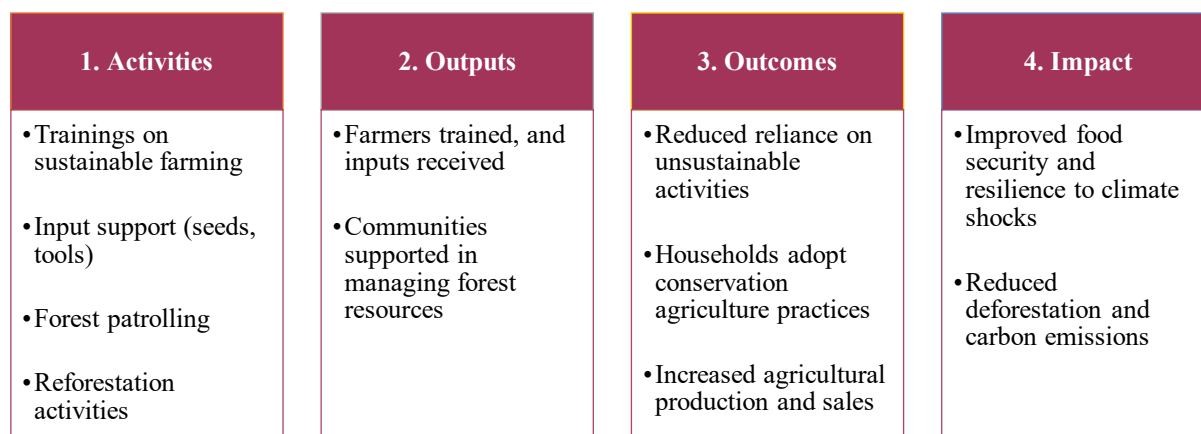 1. Activities
•Trainings on
sustainable farming
•Input support (seeds,
tools)
•Forest patrolling
•Reforestation
activities
2. Outputs
•Farmers trained, and
inputs received
•Communities
supported in
managing forest
resources
3. Outcomes
•Reduced reliance on
unsustainable
activities
•Households adopt
conservation
agriculture practices
•Increased agricultural
production and sales
4. Impact
•Improved food
security and
resilience to climate
shocks
•Reduced
deforestation and
carbon emissions